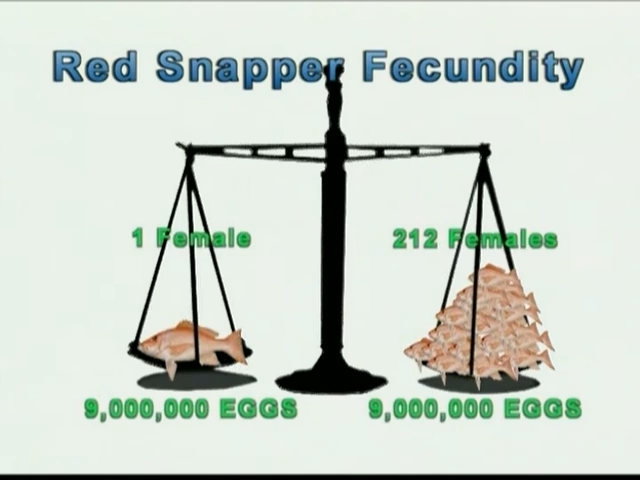 Red Snapper Fecundity
1 Female
212 Females
9,000,000 EGGS
9,000,000 EGGS